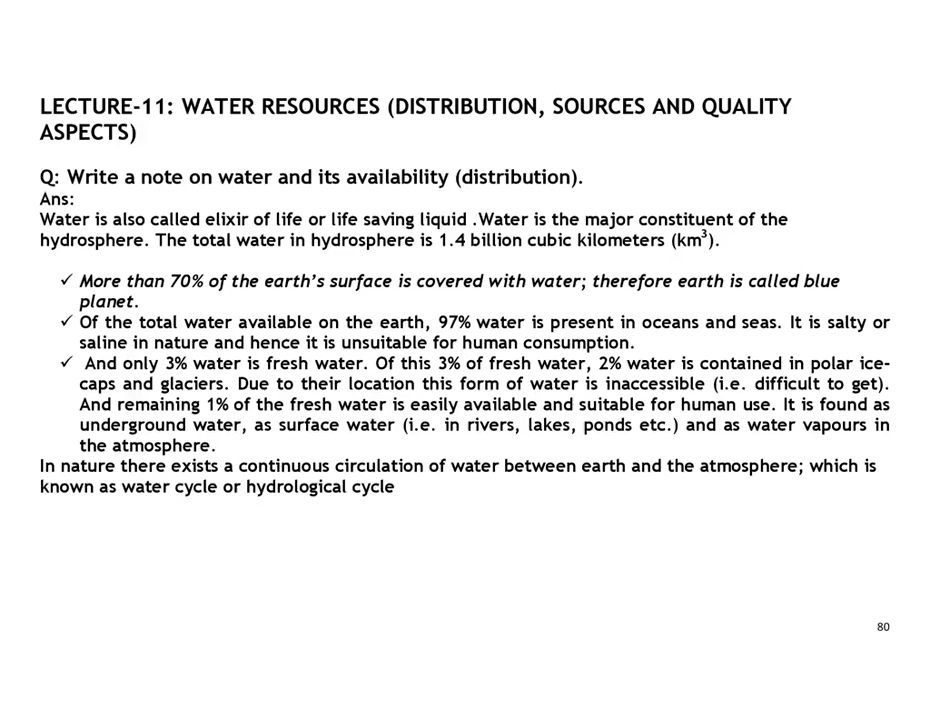 LECTURE-11: WATER RESOURCES (DISTRIBUTION, SOURCES AND QUALITY
ASPECTS)
Q: Write a note on water and its availability (distribution).
Ans:
Water is also called elixir of life or life saving liquid .Water is the major constituent of the
hydrosphere. The total water in hydrosphere is 1.4 billion cubic kilometers (km³).
✓ More than 70% of the earth’s surface is covered with water; therefore earth is called blue
planet.
✓ Of the total water available on the earth, 97% water is present in oceans and seas. It is salty or
saline in nature and hence it is unsuitable for human consumption.
✓ And only 3% water is fresh water. Of this 3% of fresh water, 2% water is contained in polar ice-
caps and glaciers. Due to their location this form of water is inaccessible (i.e. difficult to get).
And remaining 1% of the fresh water is easily available and suitable for human use. It is found as
underground water, as surface water (i.e. in rivers, lakes, ponds etc.) and as water vapours in
the atmosphere.
In nature there exists a continuous circulation of water between earth and the atmosphere; which is
known as water cycle or hydrological cycle
80